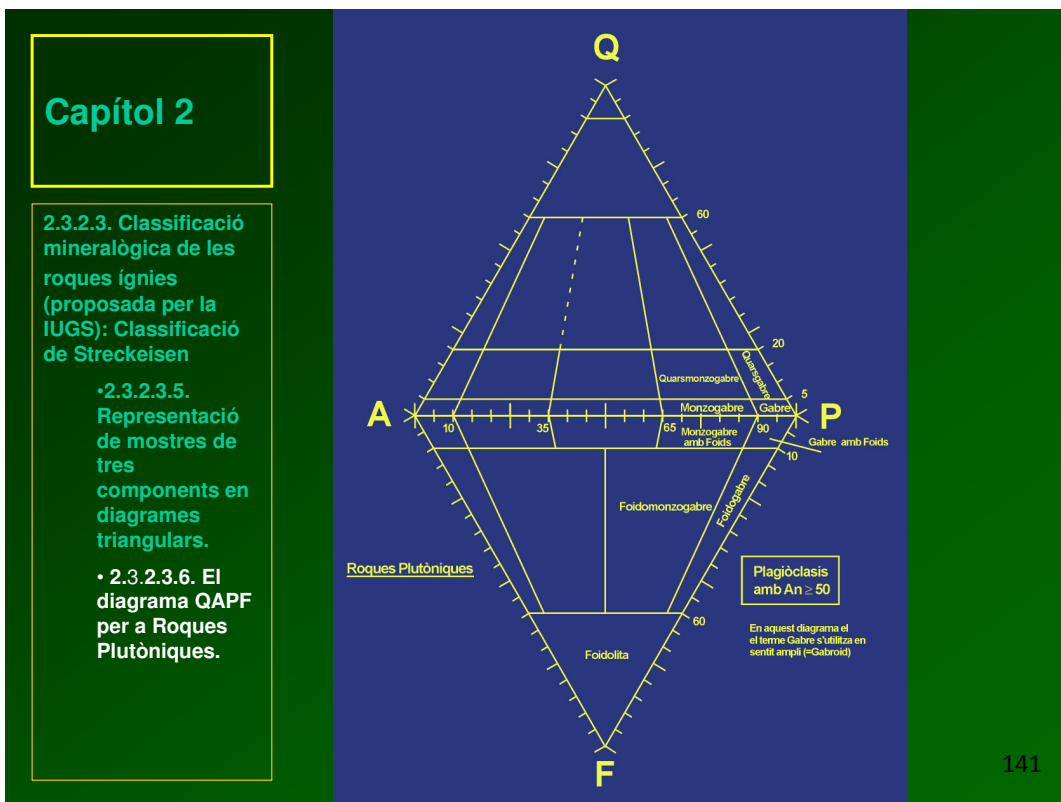 Capítol 2
2.3.2.3. Classificació
mineralògica de les
roques ígnies
(proposada per la
IUGS): Classificació
de Streckeisen
•2.3.2.3.5.
Representació
de mostres de
tres
components en
diagrames
triangulars.
• 2.3.2.3.6. El
diagrama QAPF
per a Roques
Plutòniques.
Q
60
20
Quarsmonzogabre
Quarsgabre
5
A
Monzogabre
Gabre
P
10
35
65
90
Monzogabre
amb Foids
Gabre amb Foids
10
Foidomonzogabre
Foidogabre
Roques Plutòniques
Plagiòclasis
amb An ≥ 50
60
En aquest diagrama el
el terme Gabre s'utilitza en
sentit ampli (=Gabroid)
Foidolita
F
141